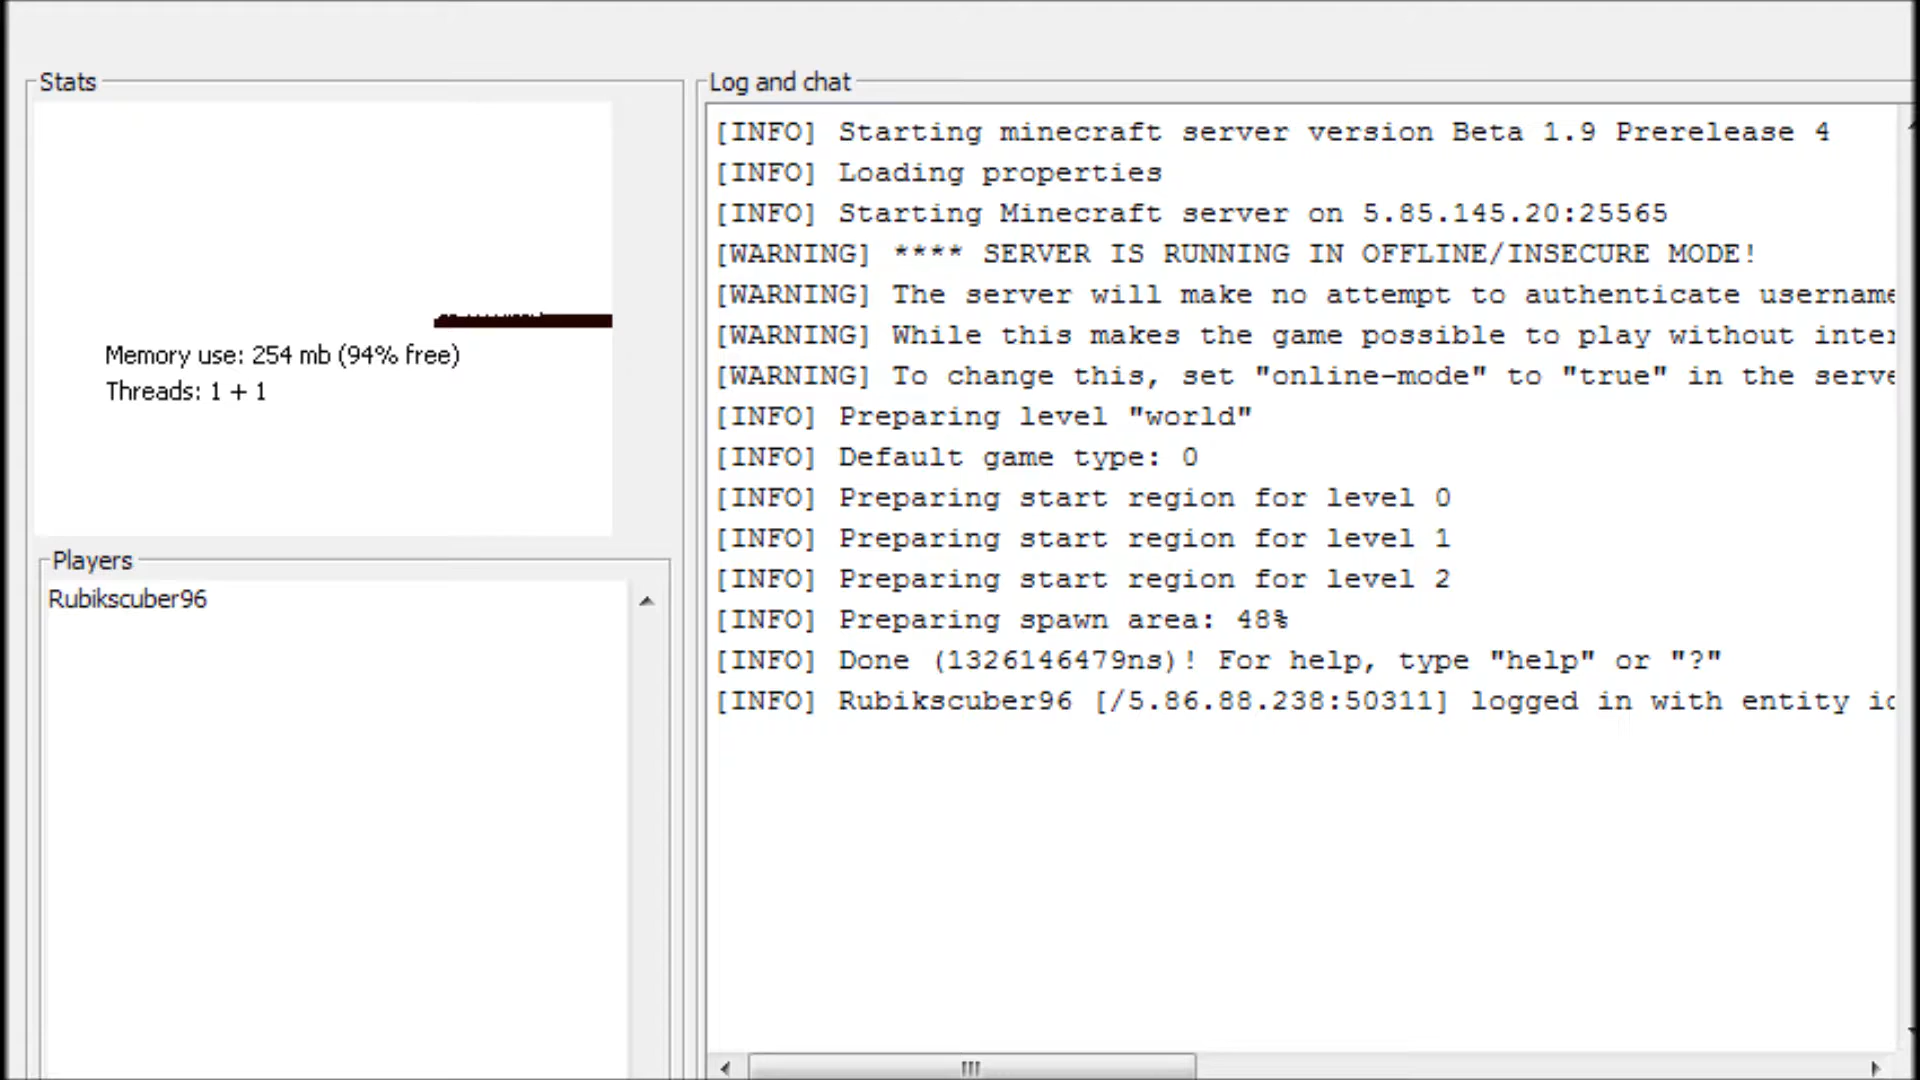 Stats
Memory use: 254 mb (94% free)
Threads: 1 + 1
Players
Rubikscuber96
Log and chat
[INFO] Starting minecraft server version Beta 1.9 Prerelease 4
[INFO] Loading properties
[INFO] Starting Minecraft server on 5.85.145.20:25565
[WARNING] **** SERVER IS RUNNING IN OFFLINE/INSECURE MODE!
[WARNING] The server will make no attempt to authenticate username
[WARNING] While this makes the game possible to play without inter
[WARNING] To change this, set "online-mode" to "true" in the serve
[INFO] Preparing level "world"
[INFO] Default game type: 0
[INFO] Preparing start region for level 0
[INFO] Preparing start region for level 1
[INFO] Preparing start region for level 2
[INFO] Preparing spawn area: 48%
[INFO] Done (1326146479ns)! For help, type "help" or "?"
[INFO] Rubikscuber96 [/5.86.88.238:50311] logged in with entity